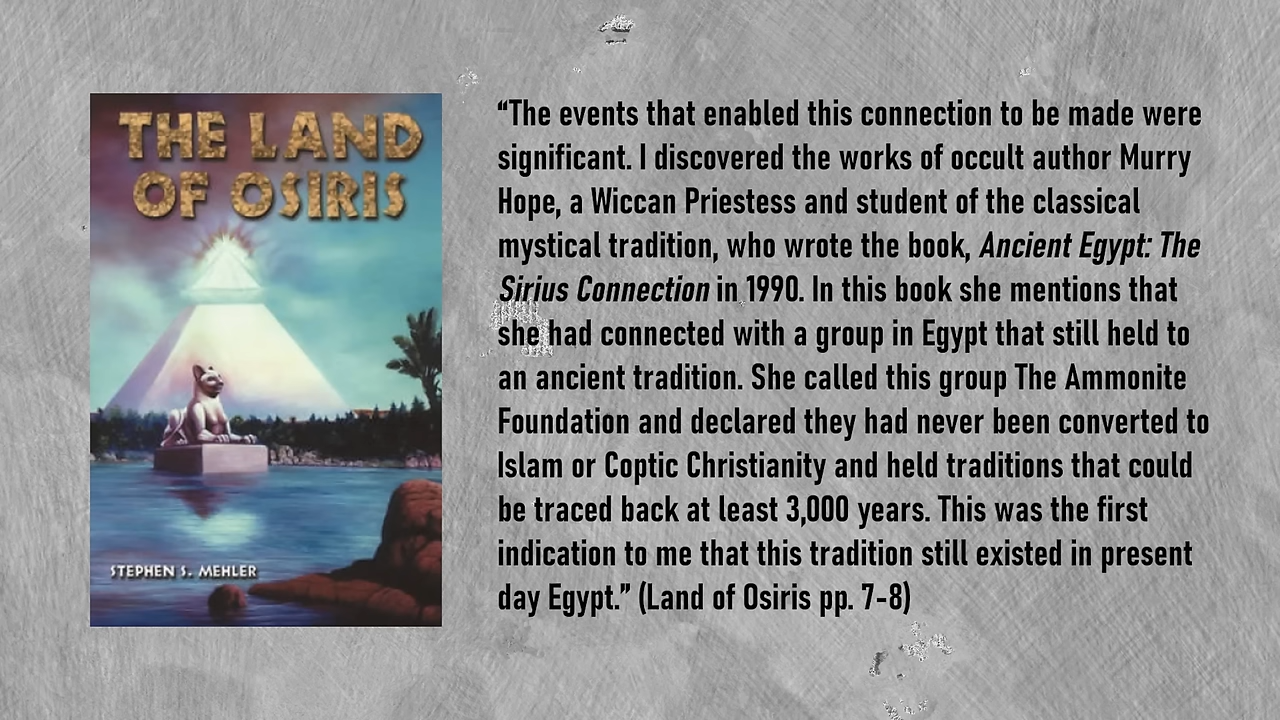 THE LAND
OF OSIRIS
STEPHEN S. MEHLER
“The events that enabled this connection to be made were
significant. I discovered the works of occult author Murry
Hope, a Wiccan Priestess and student of the classical
mystical tradition, who wrote the book, Ancient Egypt: The
Sirius Connection in 1990. In this book she mentions that
she had connected with a group in Egypt that still held to
an ancient tradition. She called this group The Ammonite
Foundation and declared they had never been converted to
Islam or Coptic Christianity and held traditions that could
be traced back at least 3,000 years. This was the first
indication to me that this tradition still existed in present
day Egypt.” (Land of Osiris pp. 7-8)